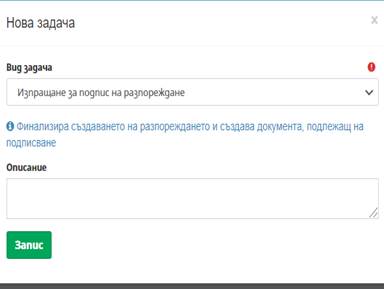 Нова задача
x
Вид задача
Изпращане за подпис на разпореждане
Финализира създаването на разпореждането и създава документа, подлежащ на
подписване
Описание
Запис